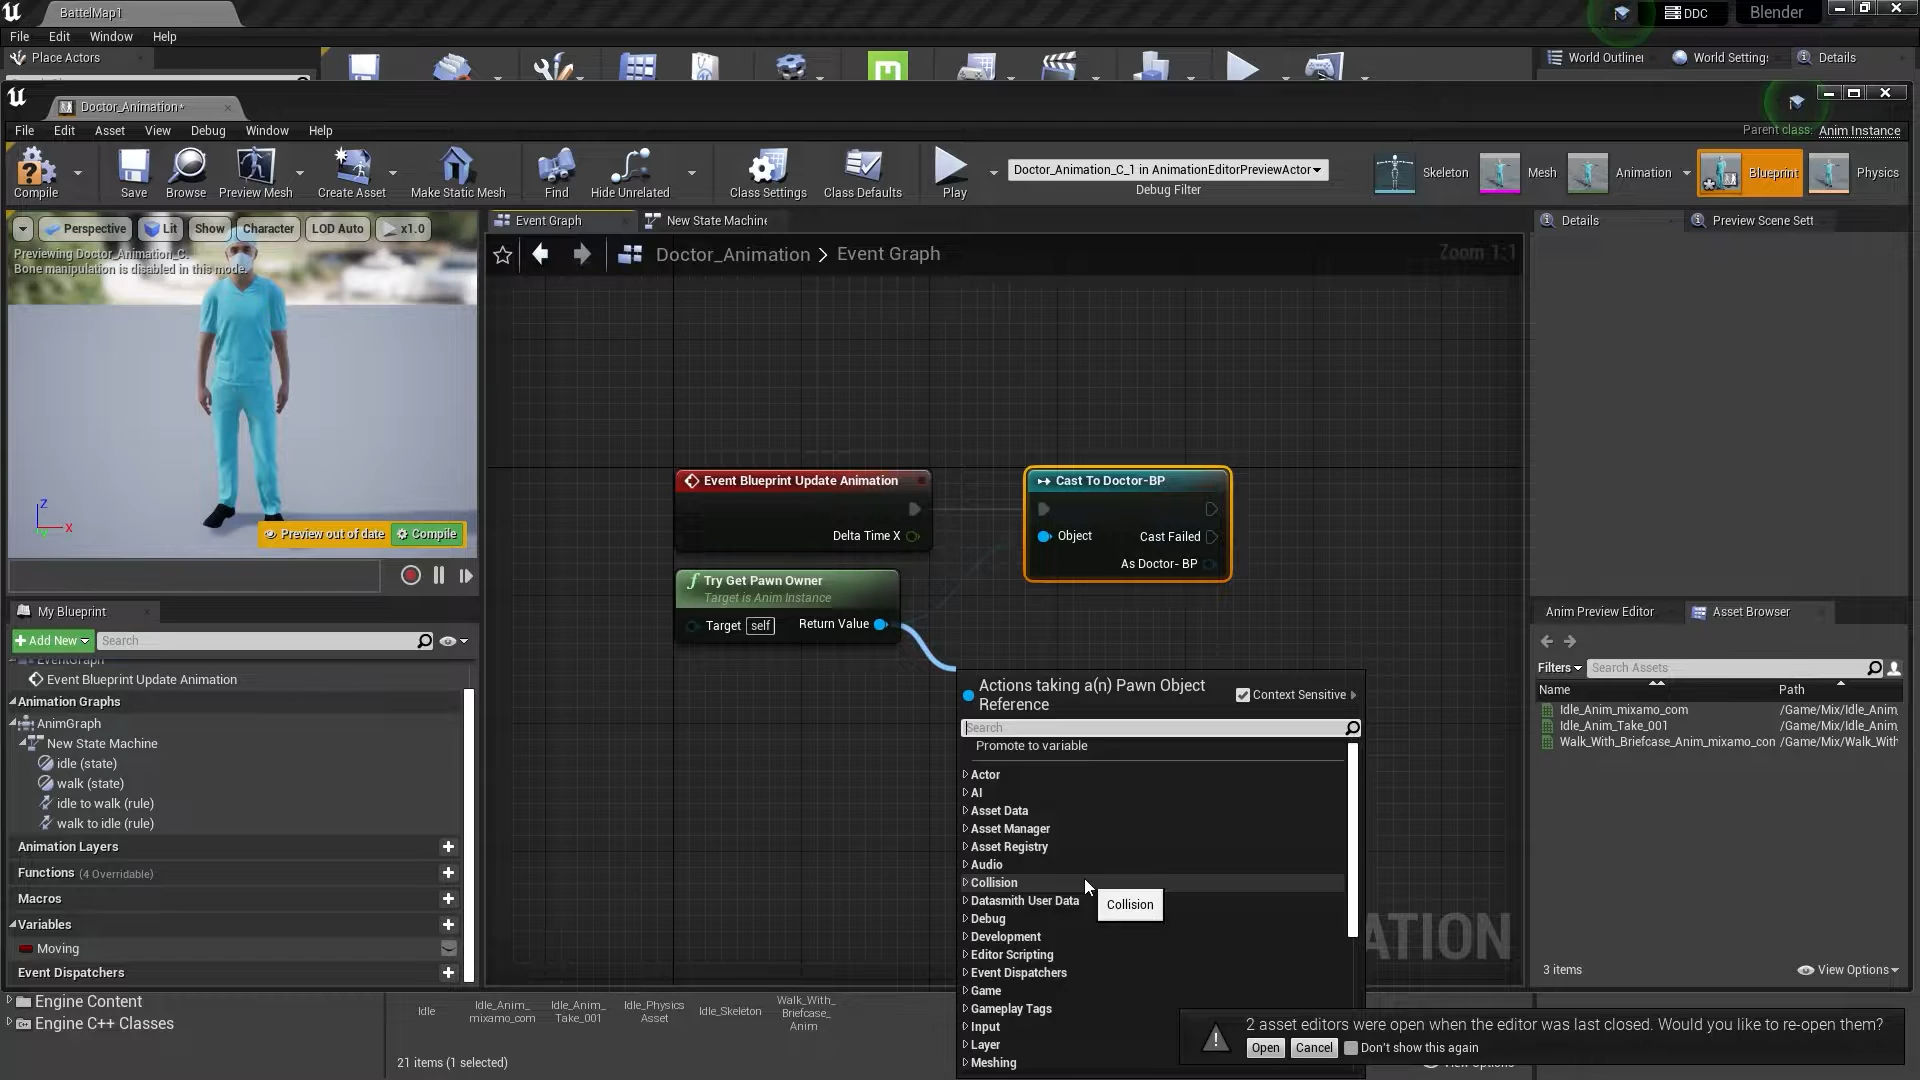 BattelMap1
DDC
Blender
File Edit Window Help
Place Actors
World Outliner
World Settings
Details
Doctor_Animation*
File Edit Asset View Debug Window Help
Parent class: Anim Instance
Compile
Save
Browse
Preview Mesh
Create Asset
Make Static Mesh
Find
Hide Unrelated
Class Settings
Class Defaults
Play
Doctor_Animation_C_1 in AnimationEditorPreviewActor
Debug Filter
Skeleton
Mesh
Animation
Blueprint
Physics
Perspective
Lit
Show
Character
LOD Auto
x1.0
Previewing Doctor_Animation_C.
Bone manipulation is disabled in this mode.
Z
X
Preview out of date
Compile
Event Graph
New State Machine
Doctor_Animation > Event Graph
Zoom 1:1
Event Blueprint Update Animation
Delta Time X
Try Get Pawn Owner
Target is Anim Instance
Target self
Return Value
Cast To Doctor-BP
Object
Cast Failed
As Doctor- BP
Actions taking a(n) Pawn Object
Reference
Context Sensitive
Search
Promote to variable
Actor
AI
Asset Data
Asset Manager
Asset Registry
Audio
Collision
Datasmith User Data
Debug
Development
Editor Scripting
Event Dispatchers
Game
Gameplay Tags
Input
Layer
Meshing
Collision
ATION
My Blueprint
Add New
Search
EventGraph
Event Blueprint Update Animation
Animation Graphs
AnimGraph
New State Machine
idle (state)
walk (state)
idle to walk (rule)
walk to idle (rule)
Animation Layers
Functions (4 Overridable)
Macros
Variables
Moving
Event Dispatchers
Details
Preview Scene Sett
Anim Preview Editor
Asset Browser
Filters
Search Assets
Name
Path
Idle_Anim_mixamo_com /Game/Mix/Idle_Anim_
Idle_Anim_Take_001 /Game/Mix/Idle_Anim_
Walk_With_Briefcase_Anim_mixamo_con /Game/Mix/Walk_With
3 items
View Options
Engine Content
Engine C++ Classes
Idle
Idle_Anim_
mixamo_com
Idle_Anim_
Take_001
Idle_Physics
Asset
Idle_Skeleton
Walk_With_
Briefcase_
Anim
21 items (1 selected)
2 asset editors were open when the editor was last closed. Would you like to re-open them?
Open
Cancel
Don't show this again
View Options